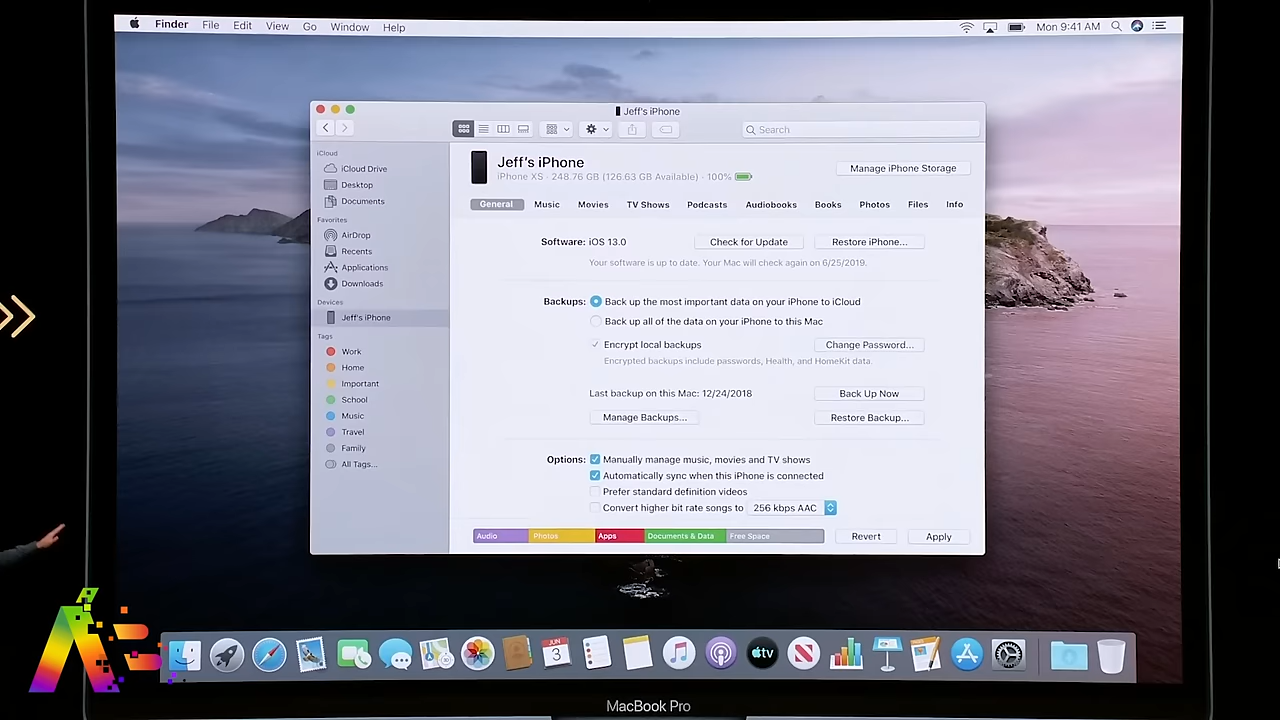 Finder File Edit View Go Window Help Mon 9:41 AM
Jeff's iPhone
Search
iCloud
iCloud Drive
Desktop
Documents
Favorites
AirDrop
Recents
Applications
Downloads
Devices
Jeff's iPhone
Tags
Work
Home
Important
School
Music
Travel
Family
All Tags...
Jeff's iPhone
iPhone XS · 248.76 GB (126.63 GB Available) · 100%
Manage iPhone Storage
General Music Movies TV Shows Podcasts Audiobooks Books Photos Files Info
Software: iOS 13.0 Check for Update Restore iPhone...
Your software is up to date. Your Mac will check again on 6/25/2019.
Backups: Back up the most important data on your iPhone to iCloud
Back up all of the data on your iPhone to this Mac
Encrypt local backups Change Password...
Encrypted backups include passwords, Health, and HomeKit data.
Last backup on this Mac: 12/24/2018 Back Up Now
Manage Backups... Restore Backup...
Options: Manually manage music, movies and TV shows
Automatically sync when this iPhone is connected
Prefer standard definition videos
Convert higher bit rate songs to 256 kbps AAC
Audio Photos Apps Documents & Data Free Space Revert Apply
JUN
3
tv
MacBook Pro